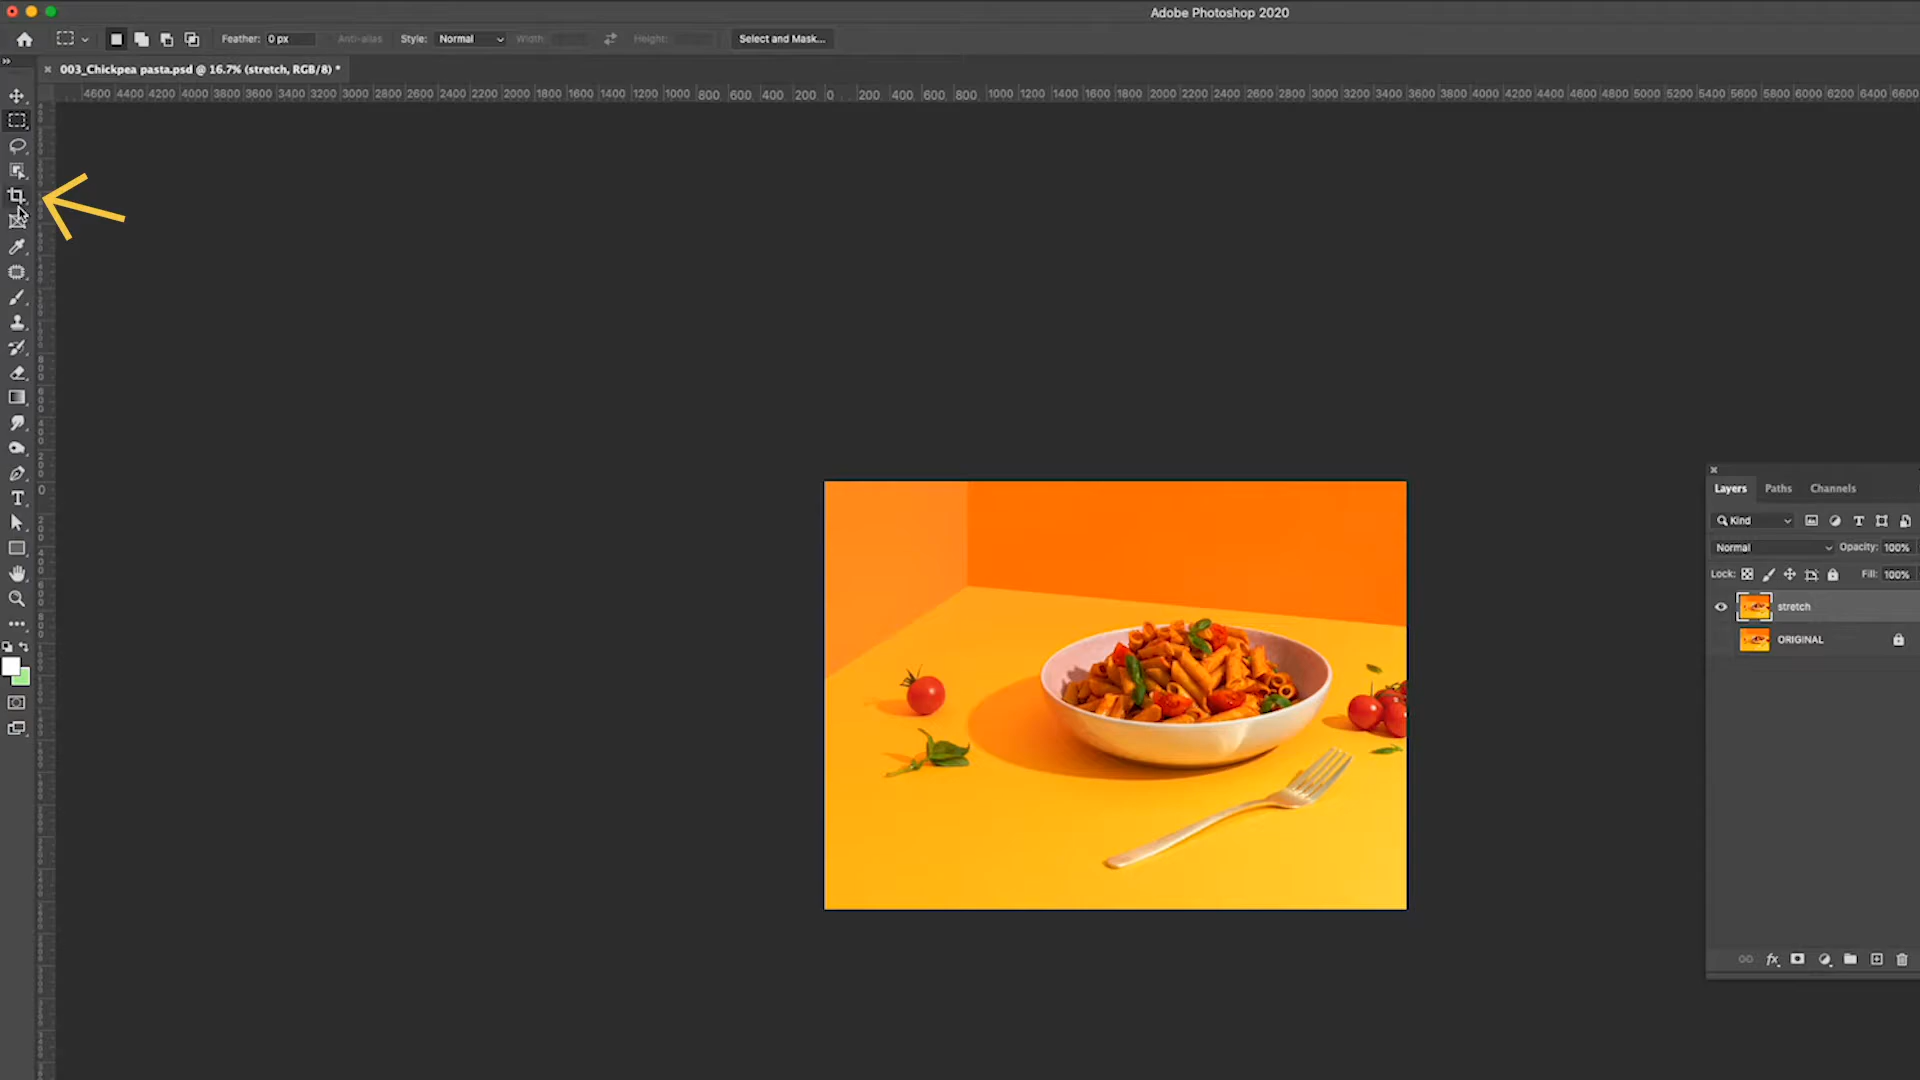 Adobe Photoshop 2020
Feather: 0 px Anti-alias Style: Normal Width: Height: Select and Mask...
003_Chickpea pasta.psd @ 16.7% (stretch, RGB/8) *
4600 4400 4200 4000 3800 3600 3400 3200 3000 2800 2600 2400 2200 2000 1800 1600 1400 1200 1000 800 600 400 200 0 200 400 600 800 1000 1200 1400 1600 1800 2000 2200 2400 2600 2800 3000 3200 3400 3600 3800 4000 4200 4400 4600 4800 5000 5200 5400 5600 5800 6000 6200 6400 6600
Layers Paths Channels
Kind
Normal Opacity: 100%
Lock: Fill: 100%
stretch
ORIGINAL